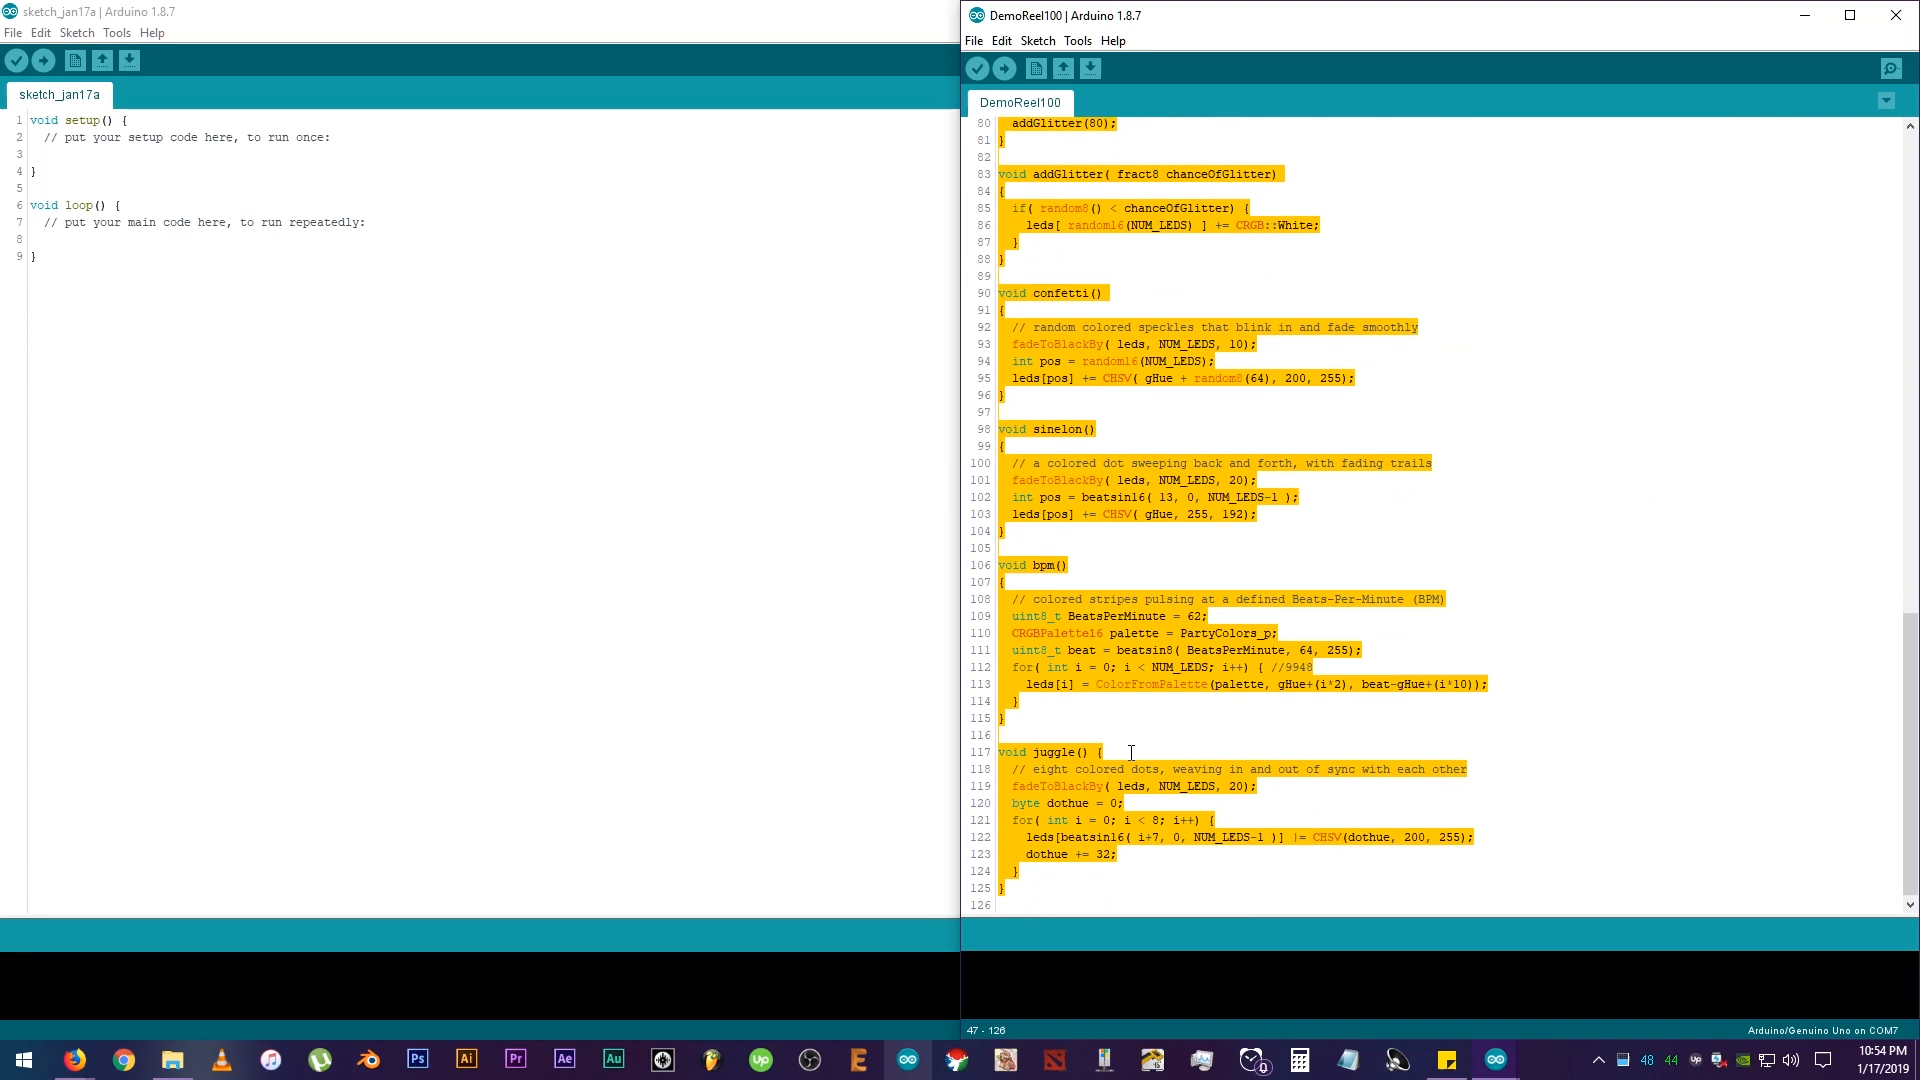 sketch_jan17a | Arduino 1.8.7
File Edit Sketch Tools Help
sketch_jan17a
1 void setup() {
2 // put your setup code here, to run once:
3
4 }
5
6 void loop() {
7 // put your main code here, to run repeatedly:
8
9 }
DemoReel100 | Arduino 1.8.7
File Edit Sketch Tools Help
DemoReel100
80 addGlitter(80);
81 }
82
83 void addGlitter( fract8 chanceOfGlitter)
84 {
85 if( random8() < chanceOfGlitter) {
86 leds[ random16(NUM_LEDS) ] += CRGB::White;
87 }
88 }
89
90 void confetti()
91 {
92 // random colored speckles that blink in and fade smoothly
93 fadeToBlackBy( leds, NUM_LEDS, 10);
94 int pos = random16(NUM_LEDS);
95 leds[pos] += CHSV( gHue + random8(64), 200, 255);
96 }
97
98 void sinelon()
99 {
100 // a colored dot sweeping back and forth, with fading trails
101 fadeToBlackBy( leds, NUM_LEDS, 20);
102 int pos = beatsin16( 13, 0, NUM_LEDS-1 );
103 leds[pos] += CHSV( gHue, 255, 192);
104 }
105
106 void bpm()
107 {
108 // colored stripes pulsing at a defined Beats-Per-Minute (BPM)
109 uint8_t BeatsPerMinute = 62;
110 CRGBPalette16 palette = PartyColors_p;
111 uint8_t beat = beatsin8( BeatsPerMinute, 64, 255);
112 for( int i = 0; i < NUM_LEDS; i++) { //9948
113 leds[i] = ColorFromPalette(palette, gHue+(i*2), beat-gHue+(i*10));
114 }
115 }
116
117 void juggle() {
118 // eight colored dots, weaving in and out of sync with each other
119 fadeToBlackBy( leds, NUM_LEDS, 20);
120 byte dothue = 0;
121 for( int i = 0; i < 8; i++) {
122 leds[beatsin16( i+7, 0, NUM_LEDS-1 )] |= CHSV(dothue, 200, 255);
123 dothue += 32;
124 }
125 }
126
47 - 126
Arduino/Genuino Uno on COM7
Ps Ai Pr Ae Au Up
48 44
10:54 PM
1/17/2019